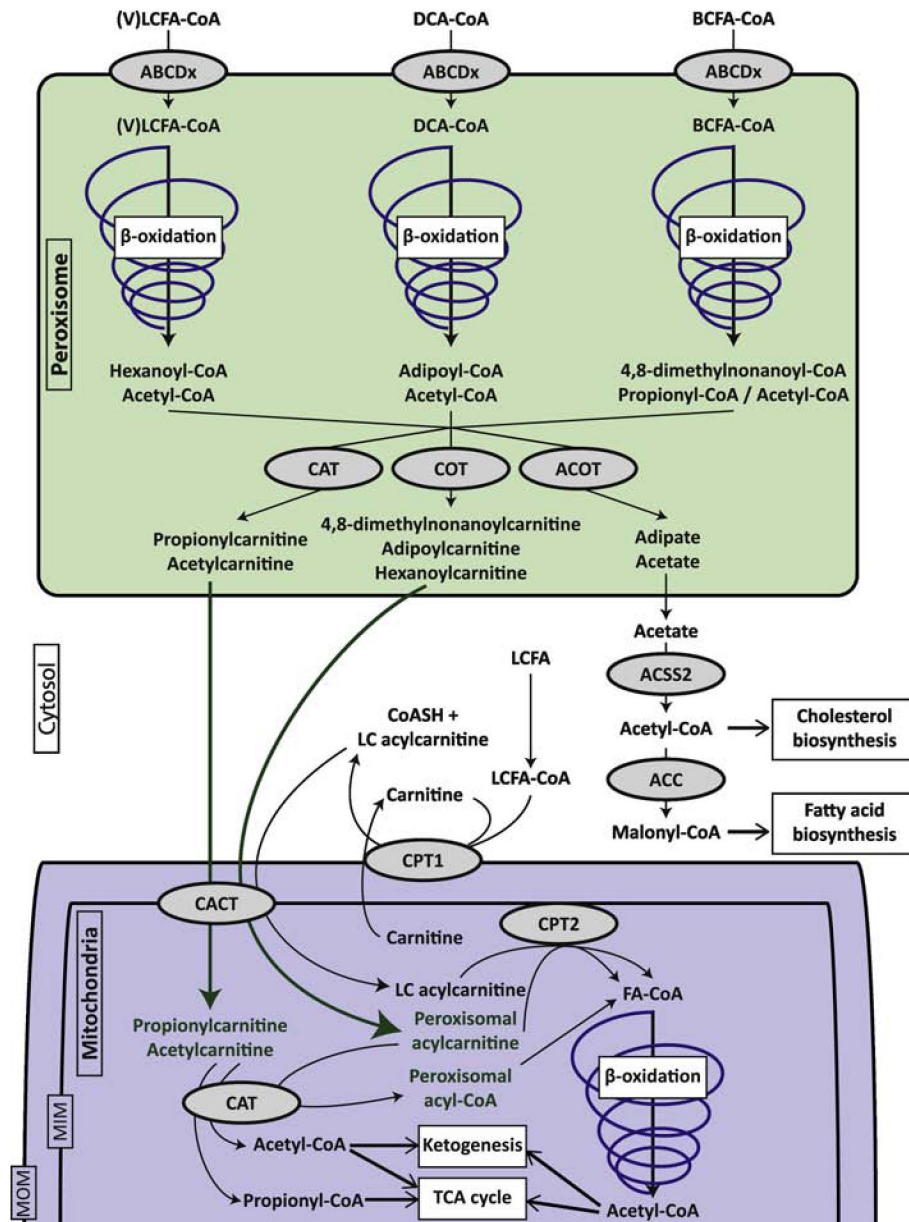 (V)LCFA-CoA
DCA-CoA
BCFA-CoA
ABCDx
ABCDx
ABCDx
(V)LCFA-CoA
DCA-CoA
BCFA-CoA
β-oxidation
β-oxidation
β-oxidation
Peroxisome
Hexanoyl-CoA
Acetyl-CoA
Adipoyl-CoA
Acetyl-CoA
4,8-dimethylnonanoyl-CoA
Propionyl-CoA / Acetyl-CoA
CAT
COT
ACOT
Propionylcarnitine
Acetylcarnitine
4,8-dimethylnonanoylcarnitine
Adipoylcarnitine
Hexanoylcarnitine
Adipate
Acetate
Cytosol
Acetate
LCFA
ACSS2
CoASH +
LC acylcarnitine
Acetyl-CoA
Cholesterol
biosynthesis
LCFA-CoA
Carnitine
ACC
Malonyl-CoA
Fatty acid
biosynthesis
CPT1
CACT
CPT2
Carnitine
Mitochondria
LC acylcarnitine
FA-CoA
Propionylcarnitine
Acetylcarnitine
Peroxisomal
acylcarnitine
β-oxidation
Peroxisomal
acyl-CoA
CAT
MIM
Acetyl-CoA
Ketogenesis
MOM
Propionyl-CoA
TCA cycle
Acetyl-CoA